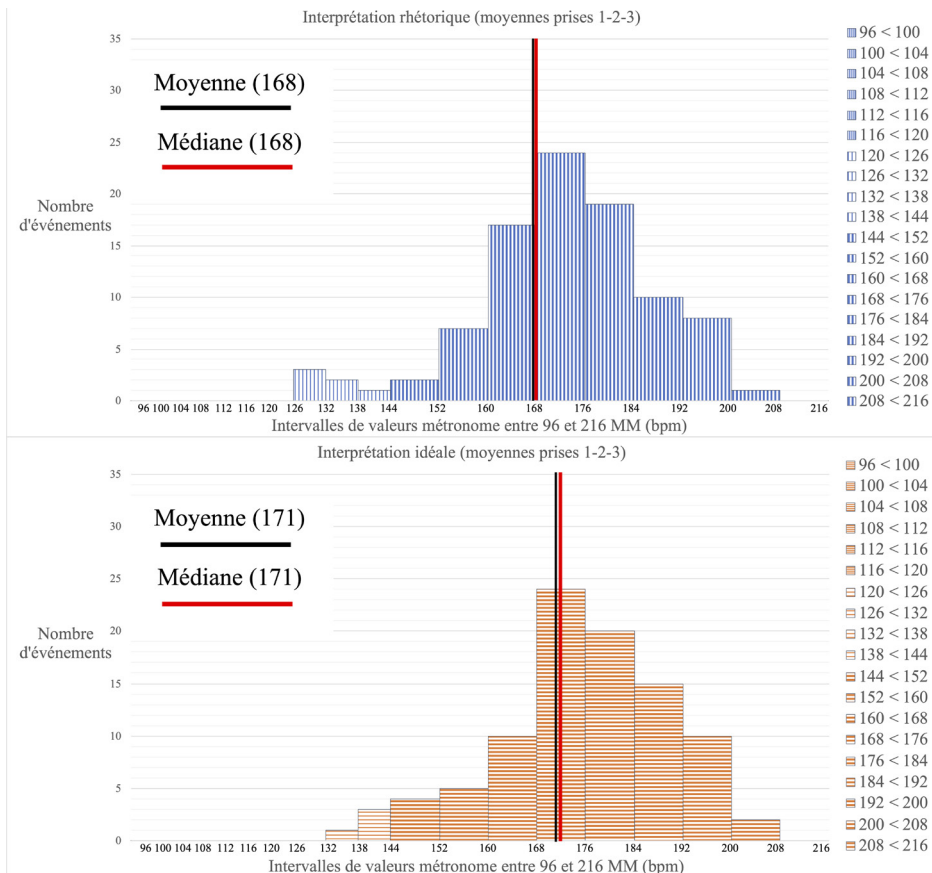 Interprétation rhétorique (moyennes prises 1-2-3)
35
30
25
20
15
10
5
0
Moyenne (168)
Médiane (168)
Nombre
d'événements
96 100 104 108 112 116 120 126 132 138 144 152 160 168 176 184 192 200 208 216
Intervalles de valeurs métronome entre 96 et 216 MM (bpm)
96 < 100
100 < 104
104 < 108
108 < 112
112 < 116
116 < 120
120 < 126
126 < 132
132 < 138
138 < 144
144 < 152
152 < 160
160 < 168
168 < 176
176 < 184
184 < 192
192 < 200
200 < 208
208 < 216
Interprétation idéale (moyennes prises 1-2-3)
35
30
25
20
15
10
5
0
Moyenne (171)
Médiane (171)
Nombre
d'événements
96 100 104 108 112 116 120 126 132 138 144 152 160 168 176 184 192 200 208 216
Intervalles de valeurs métronome entre 96 et 216 MM (bpm)
96 < 100
100 < 104
104 < 108
108 < 112
112 < 116
116 < 120
120 < 126
126 < 132
132 < 138
138 < 144
144 < 152
152 < 160
160 < 168
168 < 176
176 < 184
184 < 192
192 < 200
200 < 208
208 < 216